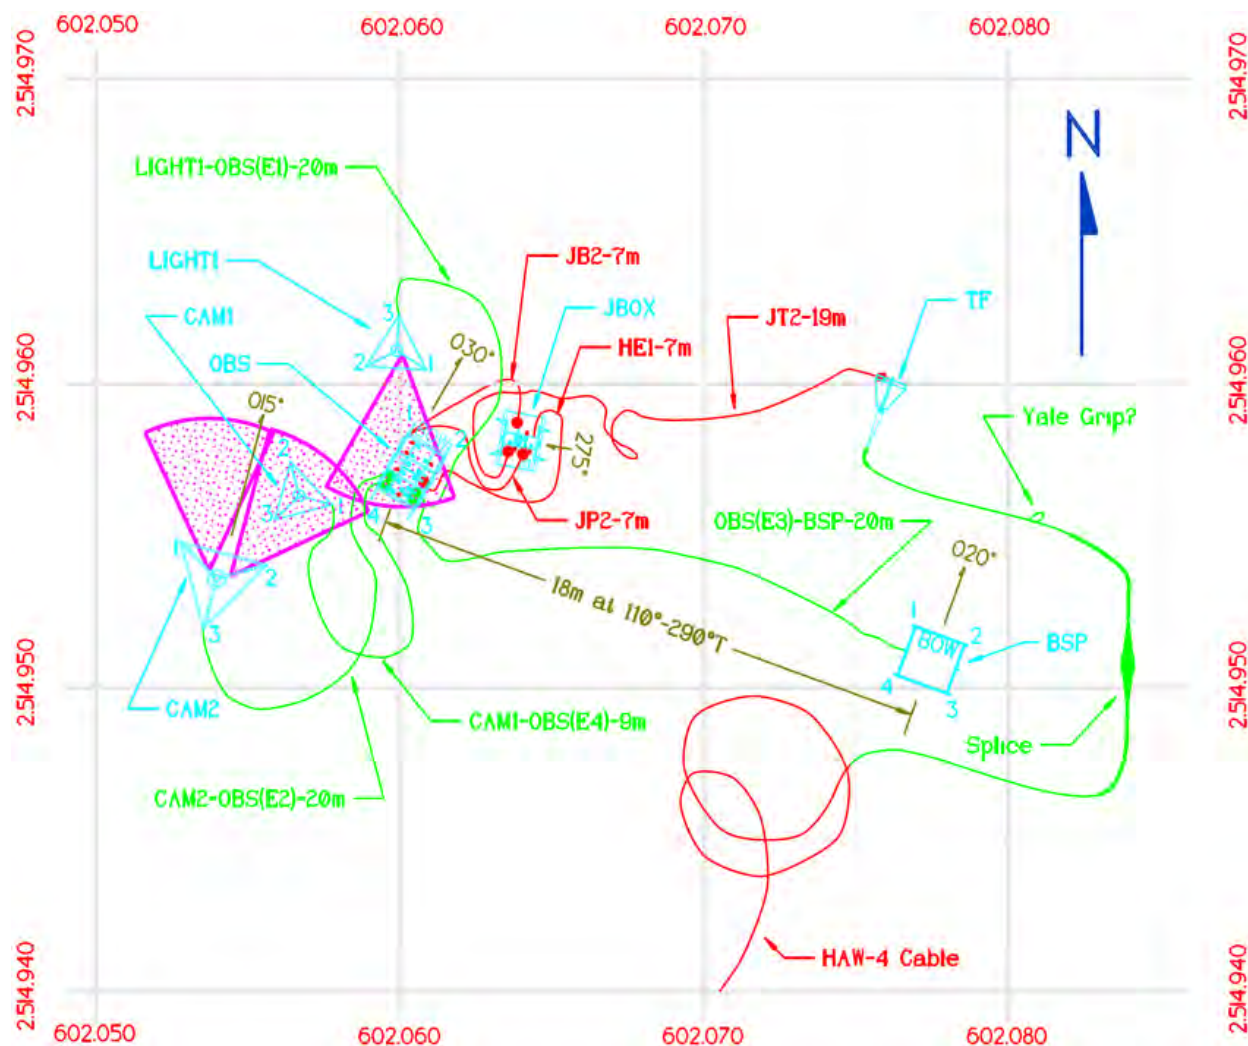 602.050 602.060 602.070 602.080
2.514.970
2.514.970
N
LIGHT1-OBS(E1)-20m
LIGHT1
JB2-7m
CAM1
JBOX
TF
3
JT2-19m
OBS
030°
HE1-7m
2 1
2.514.960
2.514.960
015°
1
Yale Grip?
2
2
275°
1
3
4
3
JP2-7m
OBS(E3)-BSP-20m
1
2
020°
18m at 110°-290°T
1
3
BOW
2
BSP
4
3
2.514.950
2.514.950
CAM2
CAM1-OBS(E4)-9m
Splice
CAM2-OBS(E2)-20m
HAW-4 Cable
2.514.940
2.514.940
602.050 602.060 602.070 602.080